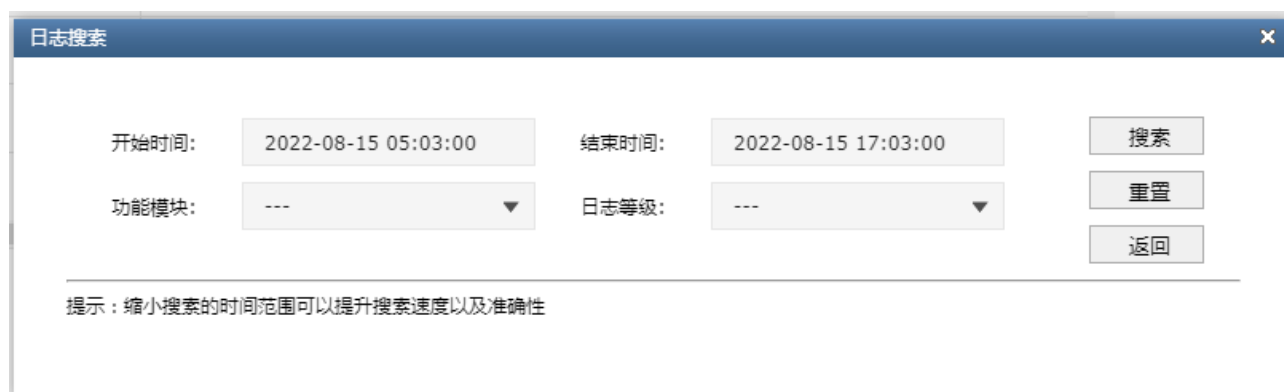 日志搜索
开始时间: 2022-08-15 05:03:00 结束时间: 2022-08-15 17:03:00 搜索
功能模块: --- 日志等级: --- 重置
返回
提示：缩小搜索的时间范围可以提升搜索速度以及准确性